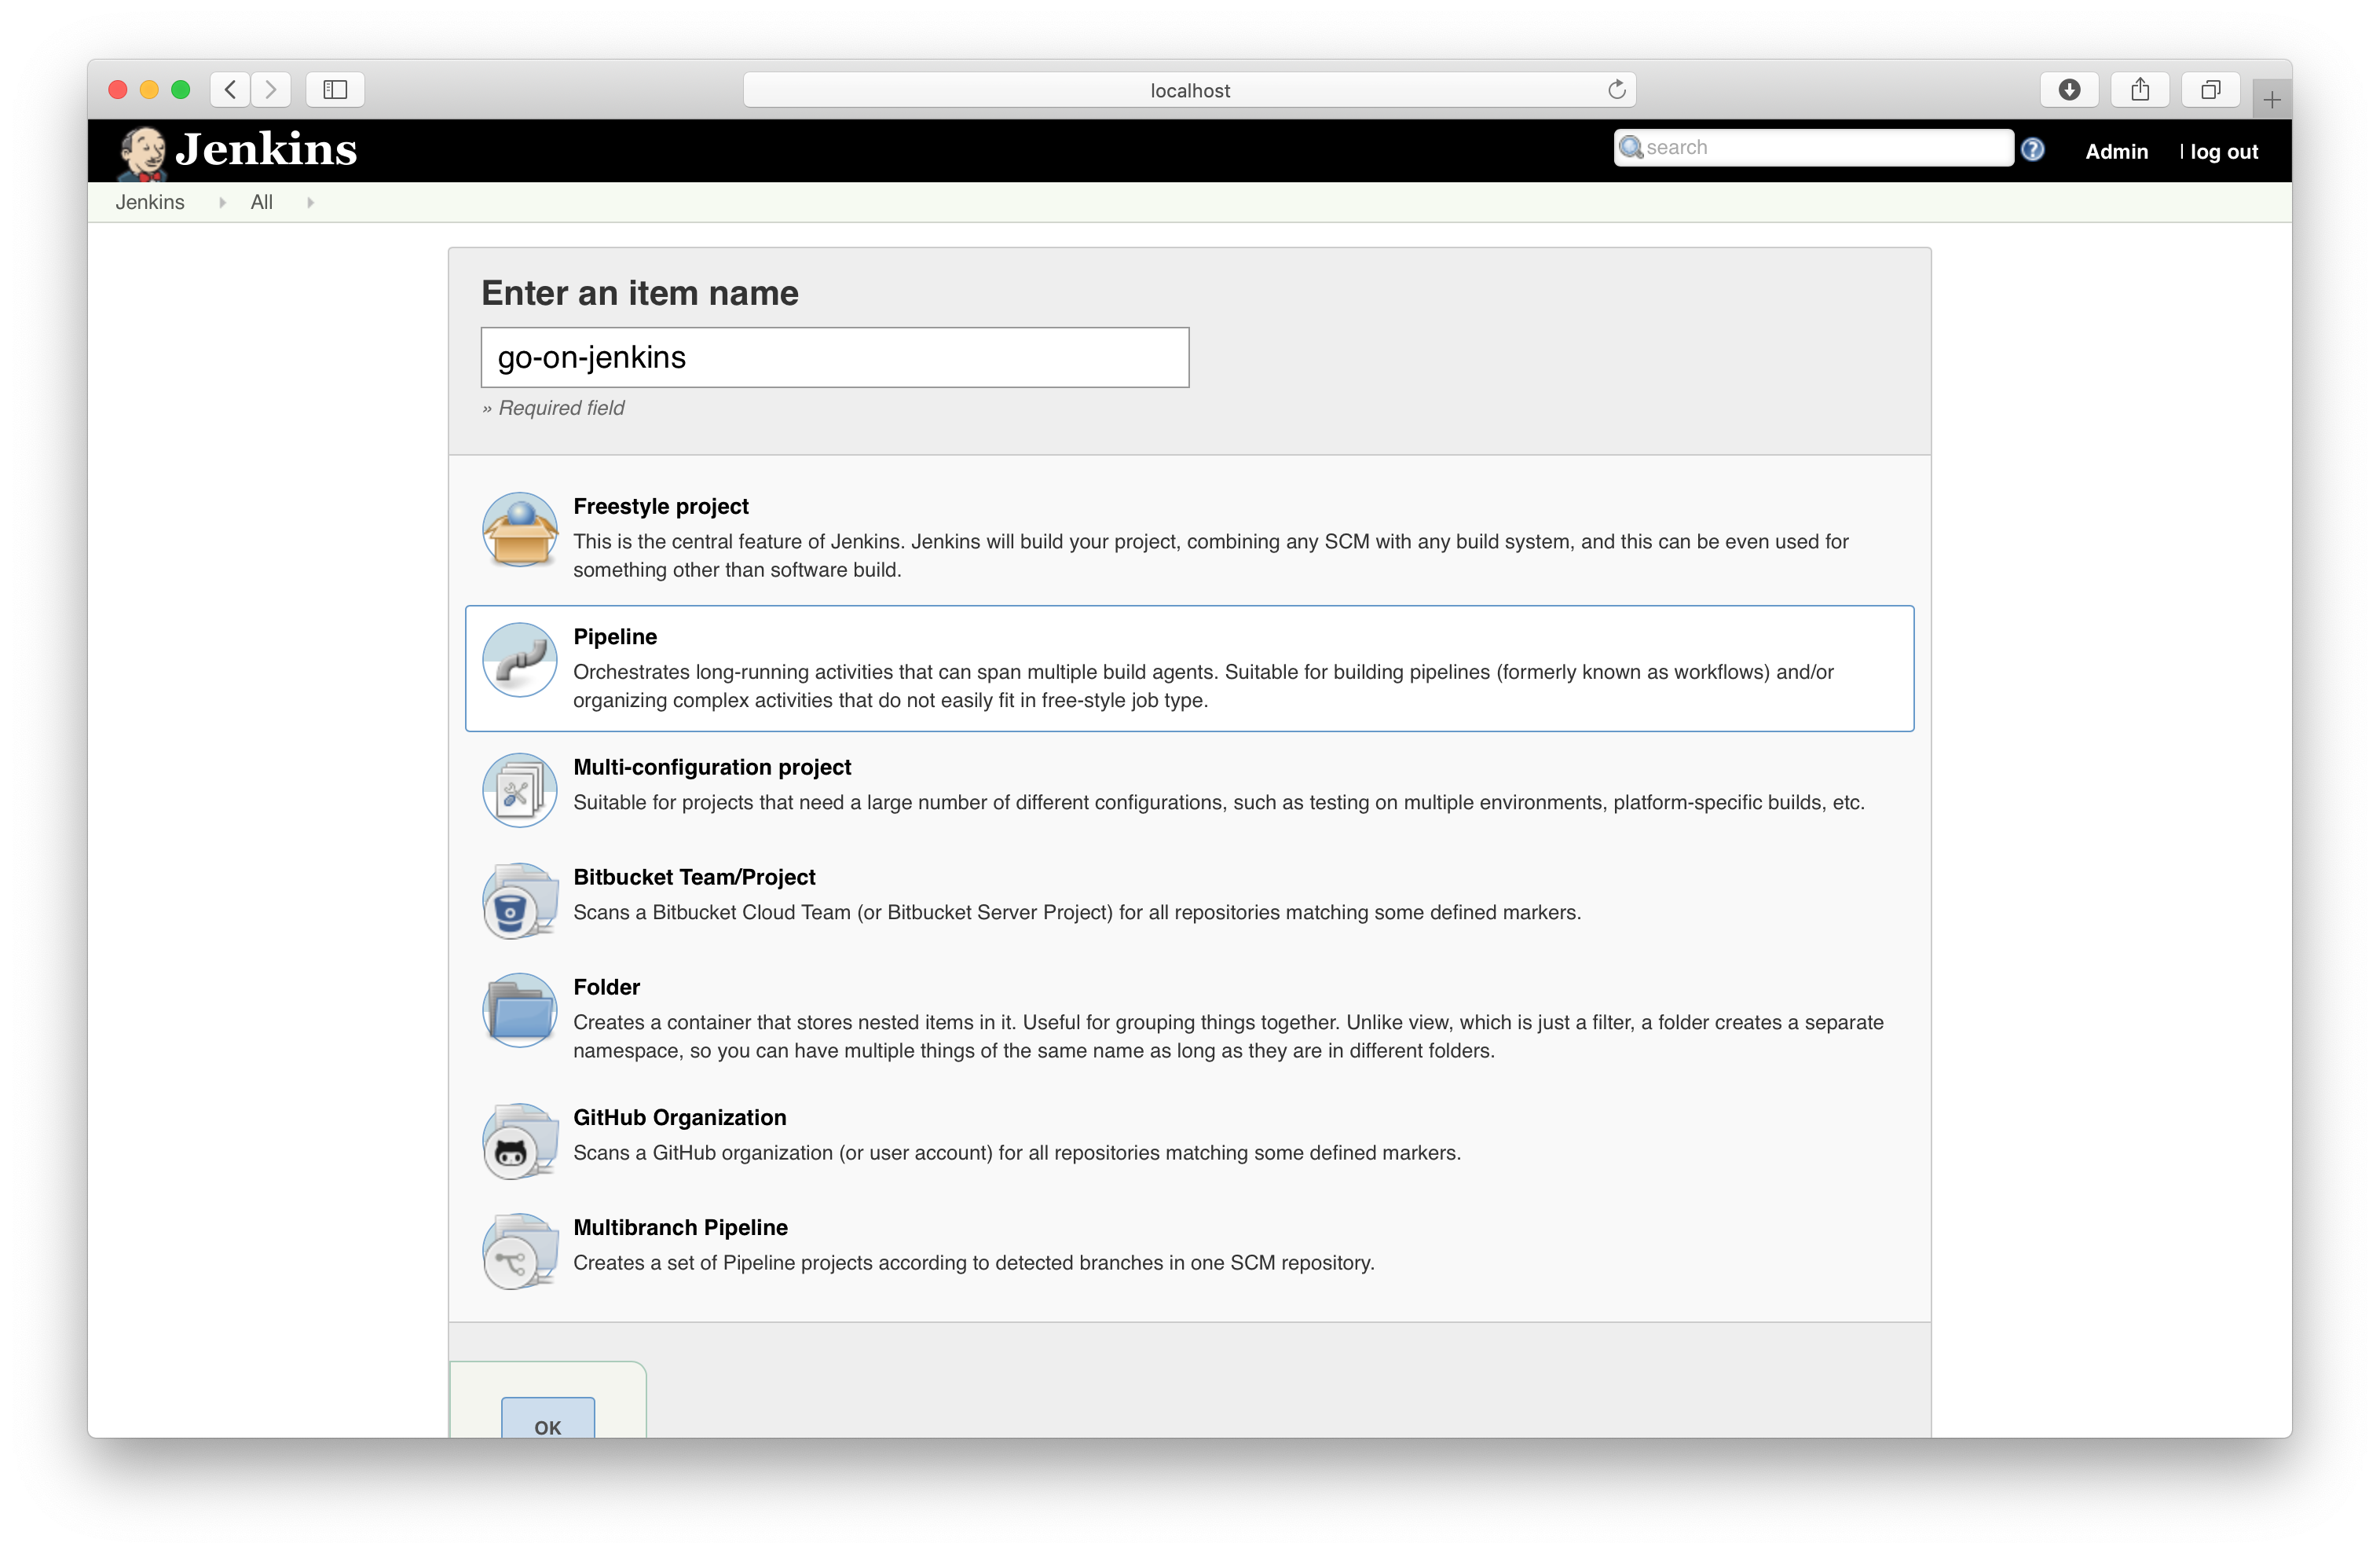 localhost
Jenkins
search
Admin
| log out
Jenkins
All
Enter an item name
go-on-jenkins
» Required field
Freestyle project
This is the central feature of Jenkins. Jenkins will build your project, combining any SCM with any build system, and this can be even used for
something other than software build.
Pipeline
Orchestrates long-running activities that can span multiple build agents. Suitable for building pipelines (formerly known as workflows) and/or
organizing complex activities that do not easily fit in free-style job type.
Multi-configuration project
Suitable for projects that need a large number of different configurations, such as testing on multiple environments, platform-specific builds, etc.
Bitbucket Team/Project
Scans a Bitbucket Cloud Team (or Bitbucket Server Project) for all repositories matching some defined markers.
Folder
Creates a container that stores nested items in it. Useful for grouping things together. Unlike view, which is just a filter, a folder creates a separate
namespace, so you can have multiple things of the same name as long as they are in different folders.
GitHub Organization
Scans a GitHub organization (or user account) for all repositories matching some defined markers.
Multibranch Pipeline
Creates a set of Pipeline projects according to detected branches in one SCM repository.
OK